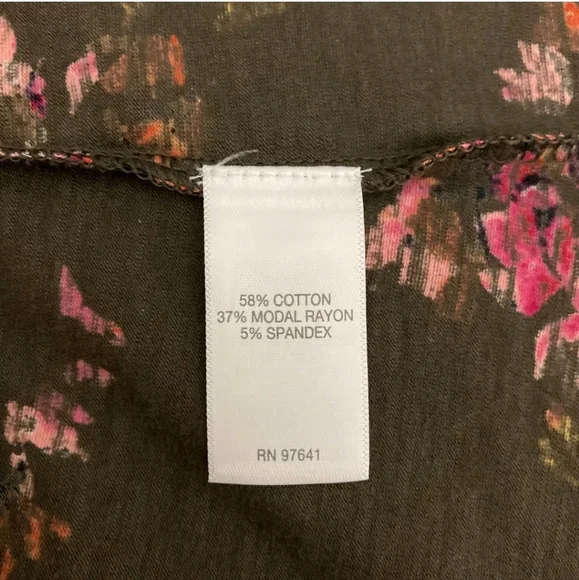 58% COTTON
37% MODAL RAYON
5% SPANDEX
RN 97641